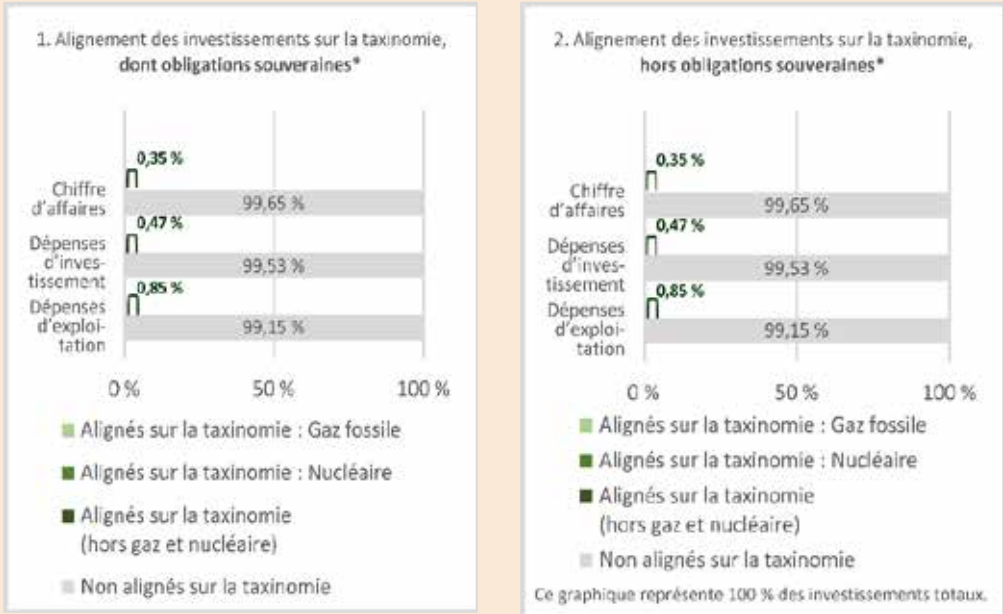 1. Alignement des investissements sur la taxinomie,
dont obligations souveraines*
0,35 %
Chiffre
d'affaires
99,65 %
0,47 %
Dépenses
d'inves-
tissement
99,53 %
0,85 %
Dépenses
d'exploi-
tation
99,15 %
0 %
50 %
100 %
Alignés sur la taxinomie : Gaz fossile
Alignés sur la taxinomie : Nucléaire
Alignés sur la taxinomie
(hors gaz et nucléaire)
Non alignés sur la taxinomie
2. Alignement des investissements sur la taxinomie,
hors obligations souveraines*
0,35 %
Chiffre
d'affaires
99,65 %
0,47 %
Dépenses
d'inves-
tissement
99,53 %
0,85 %
Dépenses
d'exploi-
tation
99,15 %
0 %
50 %
100 %
Alignés sur la taxinomie : Gaz fossile
Alignés sur la taxinomie : Nucléaire
Alignés sur la taxinomie
(hors gaz et nucléaire)
Non alignés sur la taxinomie
Ce graphique représente 100 % des investissements totaux.